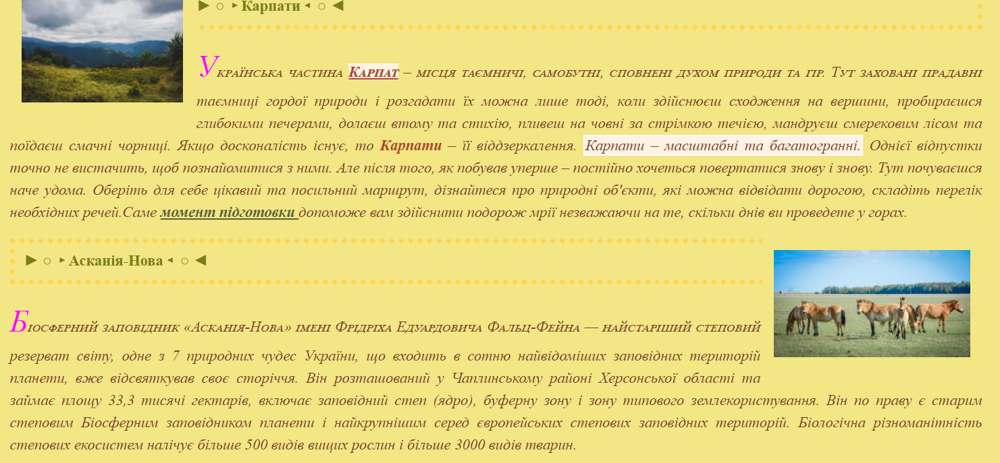 ► ○ ‣ Карпати ◂ ○ ◄
Українська частина Карпат – місця таємничі, самобутні, сповнені духом природи та гір. Тут заховані прадавні
таємниці гордої природи і розгадати їх можна лише тоді, коли здійснюєш сходження на вершини, пробираєшся
глибокими печерами, долаєш втому та стихію, пливеш на човні за стрімкою течією, мандруєш смерековим лісом та
поїдаєш смачні чорниці. Якщо досконалість існує, то Карпати – її віддзеркалення. Карпати – масштабні та багатогранні. Однієї відпустки
точно не вистачить, щоб познайомитися з ними. Але після того, як побував уперше – постійно хочеться повертатися знову і знову. Тут почуваєшся
наче удома. Оберіть для себе цікавий та посильний маршрут, дізнайтеся про природні об'єкти, які можна відвідати дорогою, складіть перелік
необхідних речей.Саме момент підготовки допоможе вам здійснити подорож мрії незважаючи на те, скільки днів ви проведете у горах.
► ○ ‣ Асканія-Нова ◂ ○ ◄
Біосферний заповідник «Асканія-Нова» імені Фрідріха Едуардовича Фальц-Фейна — найстаріший степовий
резерват світу, одне з 7 природних чудес України, що входить в сотню найвідоміших заповідних територій
планети, вже відсвяткував своє сторіччя. Він розташований у Чаплинському районі Херсонської області та
займає площу 33,3 тисячі гектарів, включає заповідний степ (ядро), буферну зону і зону типового землекористування. Він по праву є старим
степовим Біосферним заповідником планети і найкрупнішим серед європейських степових заповідних територій. Біологічна різноманітність
степових екосистем налічує більше 500 видів вищих рослин і більше 3000 видів тварин.